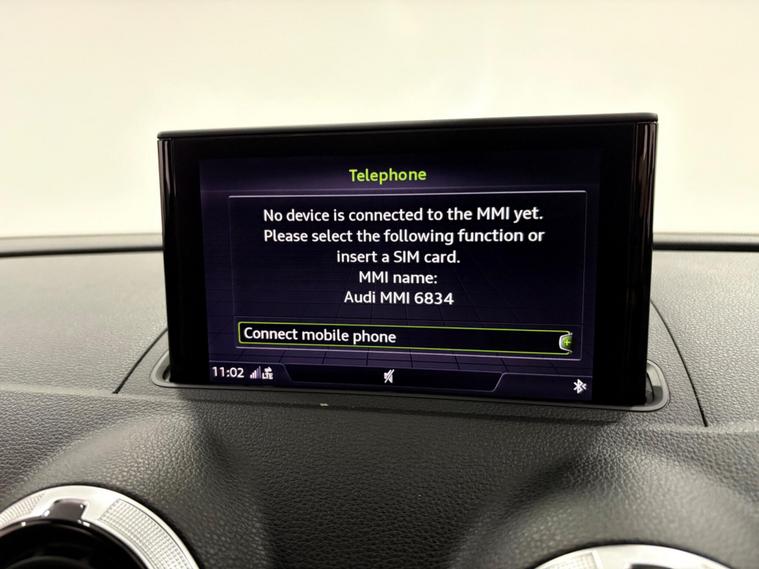 Telephone
No device is connected to the MMI yet.
Please select the following function or
insert a SIM card.
MMI name:
Audi MMI 6834
Connect mobile phone
11:02 LTE